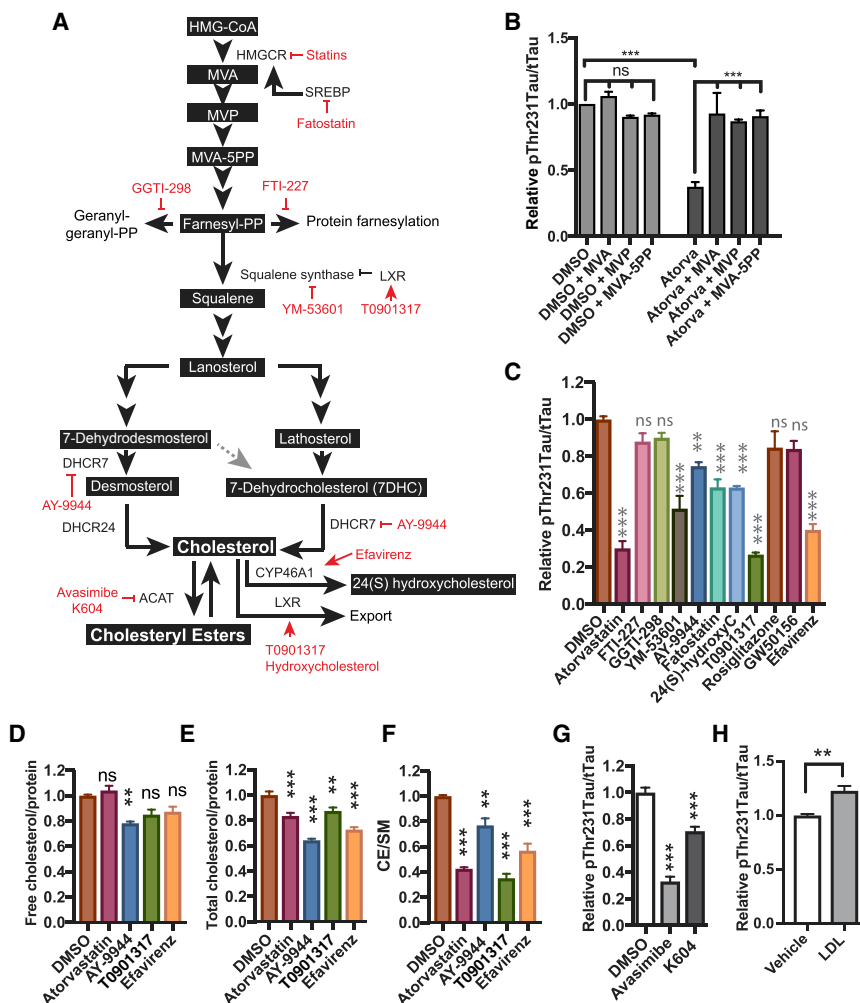 A
HMG-CoA
HMGCR
Statins
MVA
SREBP
Fatostatin
MVP
MVA-5PP
GGTI-298
FTI-227
Geranyl-
geranyl-PP
Farnesyl-PP
Protein farnesylation
Squalene synthase
LXR
Squalene
YM-53601
T0901317
Lanosterol
7-Dehydrodesmosterol
Lathosterol
DHCR7
Desmosterol
7-Dehydrocholesterol (7DHC)
AY-9944
DHCR24
DHCR7
AY-9944
Cholesterol
Efavirenz
CYP46A1
Avasimibe
K604
ACAT
24(S) hydroxycholesterol
LXR
Export
Cholesteryl Esters
T0901317
Hydroxycholesterol
B
Relative pThr231Tau/tTau
1.5
1.0
0.5
0.0
***
ns
***
DMSO
DMSO + MVA
DMSO + MVP
DMSO + MVA-5PP
Atorva
Atorva + MVA
Atorva + MVP
Atorva + MVA-5PP
C
Relative pThr231Tau/tTau
1.2
1.0
0.8
0.6
0.4
0.2
0.0
***
ns
ns
***
**
***
***
***
ns
ns
***
DMSO
Atorvastatin
FTI-227
GGTI-298
YM-53601
AY-9944
Fatostatin
24(S)-hydroxyC
T0901317
Rosiglitazone
GW50156
Efavirenz
D
Free cholesterol/protein
1.2
1.0
0.8
0.6
0.4
0.2
0.0
ns
**
ns
ns
DMSO
Atorvastatin
AY-9944
T0901317
Efavirenz
E
Total cholesterol/protein
1.2
1.0
0.8
0.6
0.4
0.2
0.0
***
***
**
***
DMSO
Atorvastatin
AY-9944
T0901317
Efavirenz
F
CE/SM
1.2
1.0
0.8
0.6
0.4
0.2
0.0
***
**
***
***
DMSO
Atorvastatin
AY-9944
T0901317
Efavirenz
G
Relative pThr231Tau/tTau
1.2
1.0
0.8
0.6
0.4
0.2
0.0
***
***
DMSO
Avasimibe
K604
H
Relative pThr231Tau/tTau
1.5
1.0
0.5
0.0
**
Vehicle
LDL